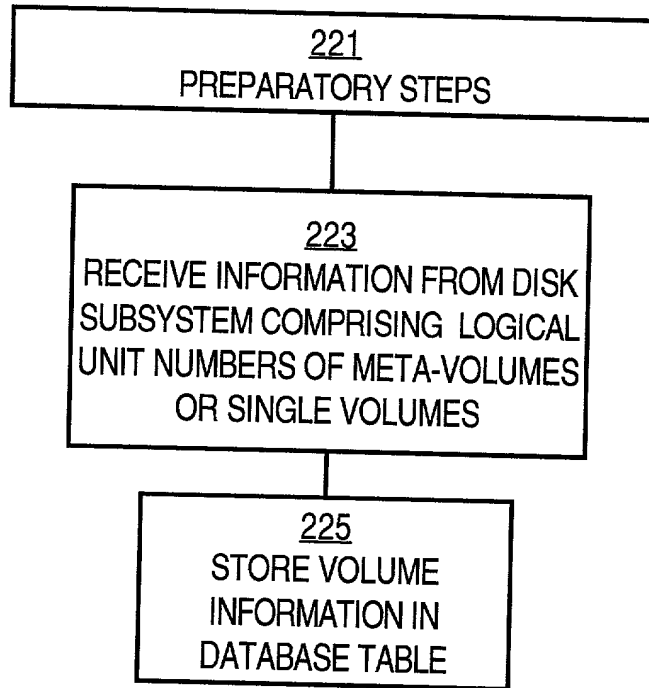 221
PREPARATORY STEPS
223
RECEIVE INFORMATION FROM DISK
SUBSYSTEM COMPRISING LOGICAL
UNIT NUMBERS OF META-VOLUMES
OR SINGLE VOLUMES
225
STORE VOLUME
INFORMATION IN
DATABASE TABLE